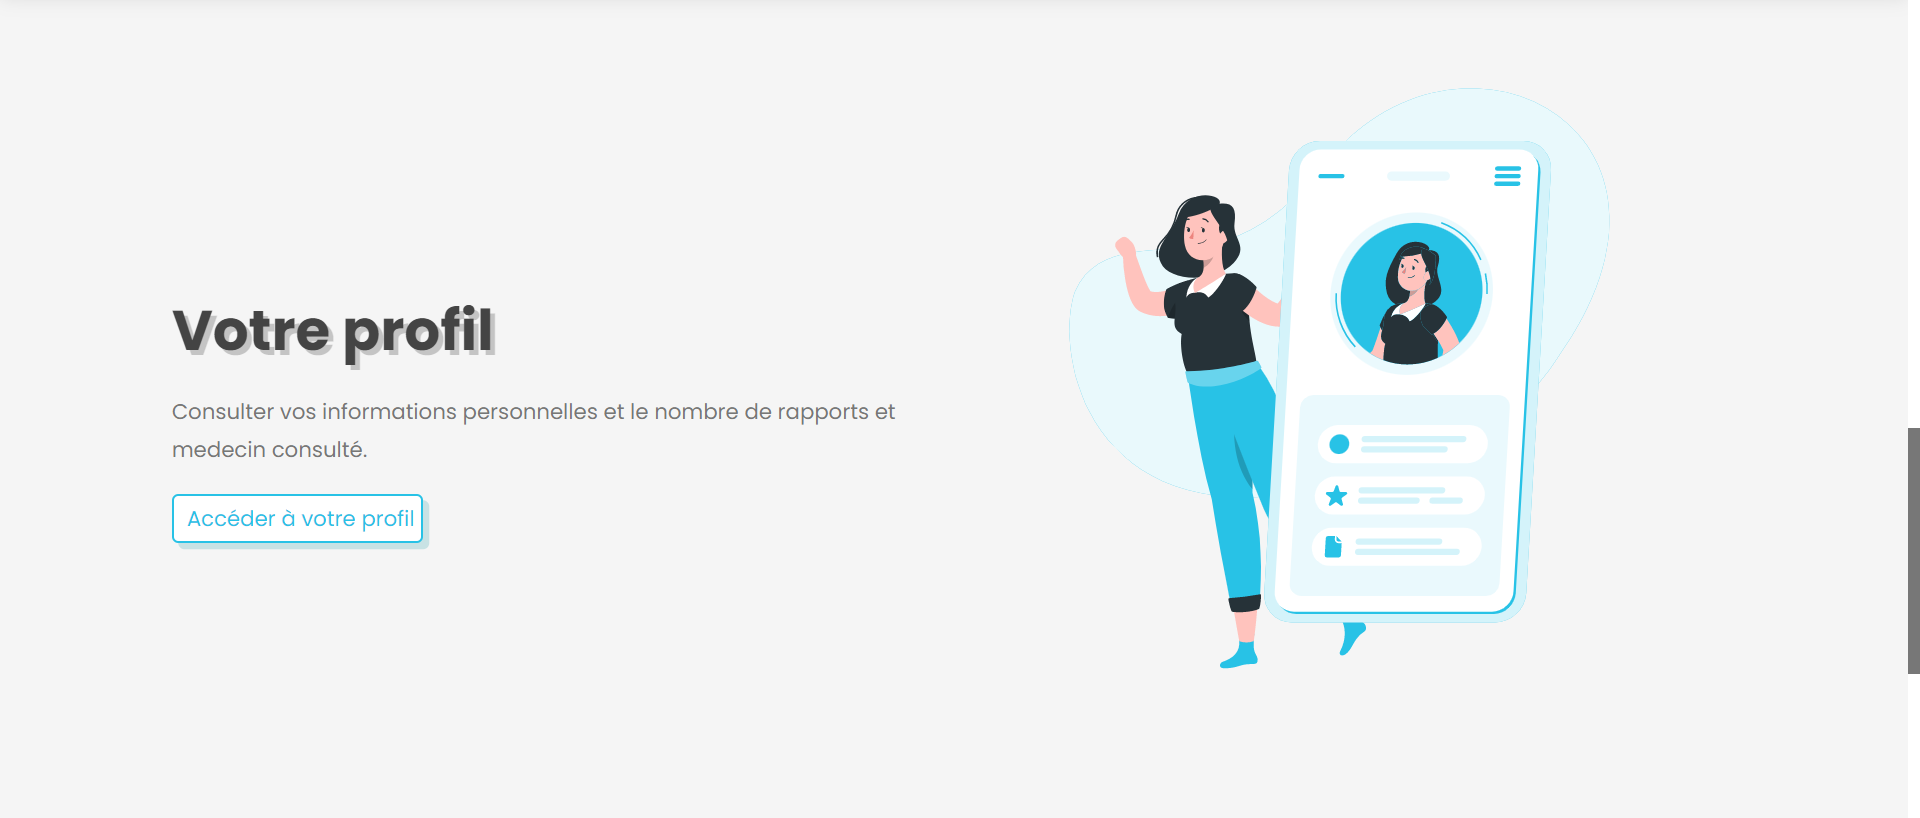 Votre profil
Consulter vos informations personnelles et le nombre de rapports et
medecin consulté.
Accéder à votre profil